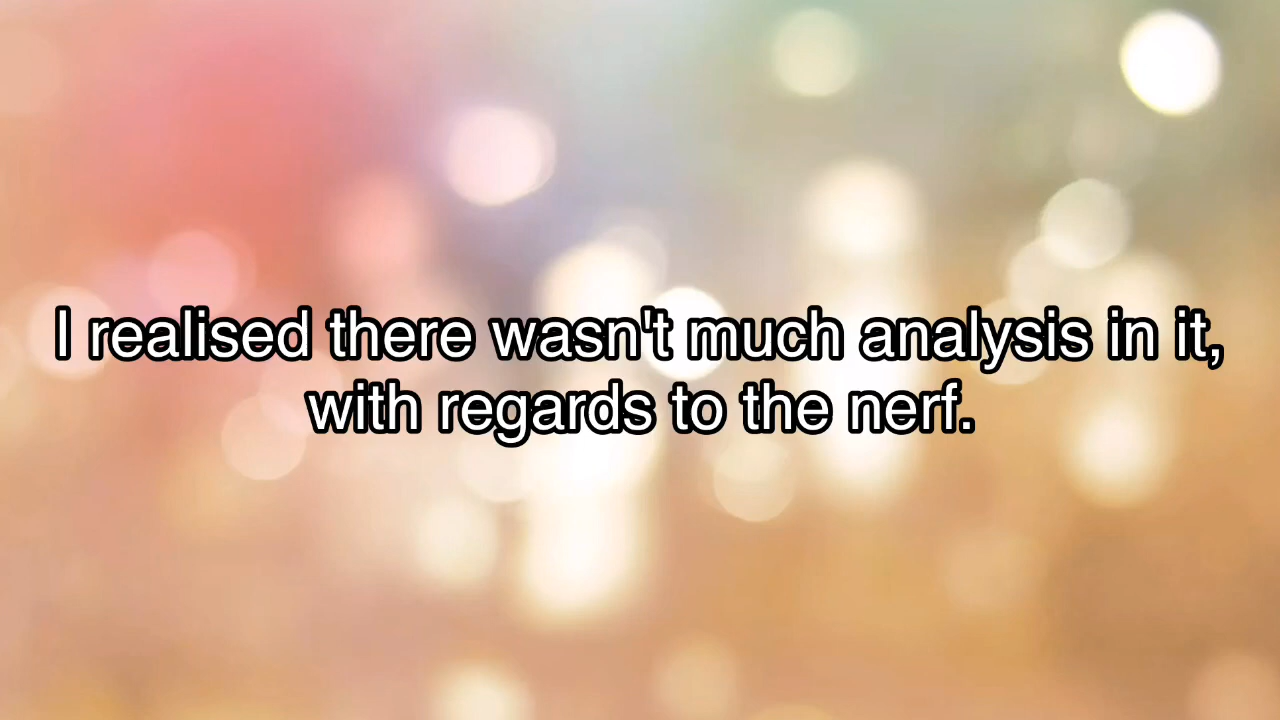 I realised there wasn't much analysis in it,
with regards to the nerf.